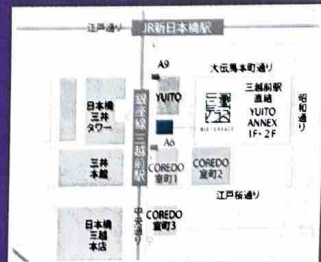 江戸通り
JR新日本橋駅
A9
大伝馬本町通り
日本橋
三井
タワー
銀座線 三越前駅
YUITO
三越前駅
直結
YUITO
ANNEX
1F・2F
昭和通り
A6
三井
本館
COREDO
室町1
COREDO
室町2
江戸桜通り
日本橋
三越
本店
中央通り
COREDO
室町3